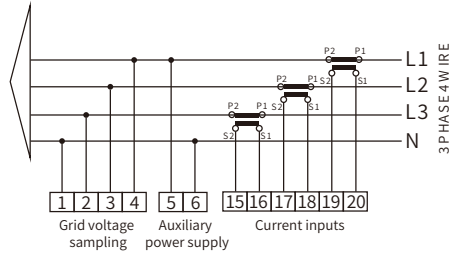 P2 P1
L1
P2 P1 S2 S1
L2
P2 P1 S2 S1
L3
S2 S1
N
3 PHASE 4 WIRE
1 2 3 4 5 6 15 16 17 18 19 20
Grid voltage sampling
Auxiliary power supply
Current inputs